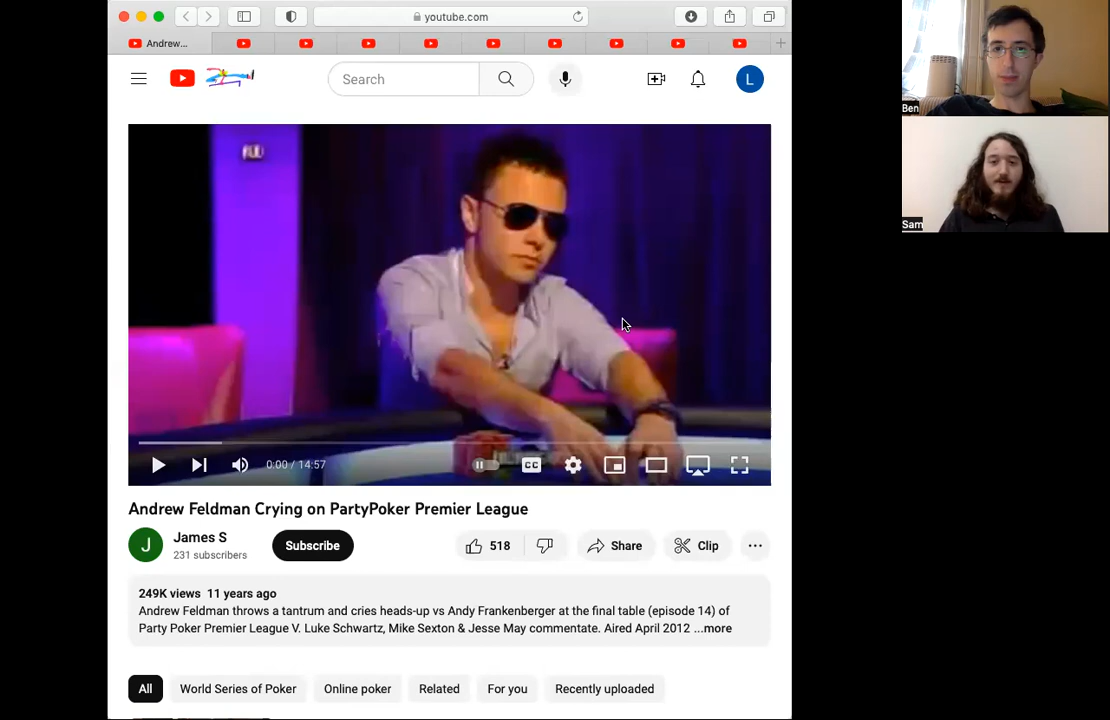 youtube.com
Andrew...
Search
L
0:00 / 14:57
CC
Andrew Feldman Crying on PartyPoker Premier League
J
James S
231 subscribers
Subscribe
518
Share
Clip
249K views 11 years ago
Andrew Feldman throws a tantrum and cries heads-up vs Andy Frankenberger at the final table (episode 14) of
Party Poker Premier League V. Luke Schwartz, Mike Sexton & Jesse May commentate. Aired April 2012 ...more
All
World Series of Poker
Online poker
Related
For you
Recently uploaded
Ben
Sam